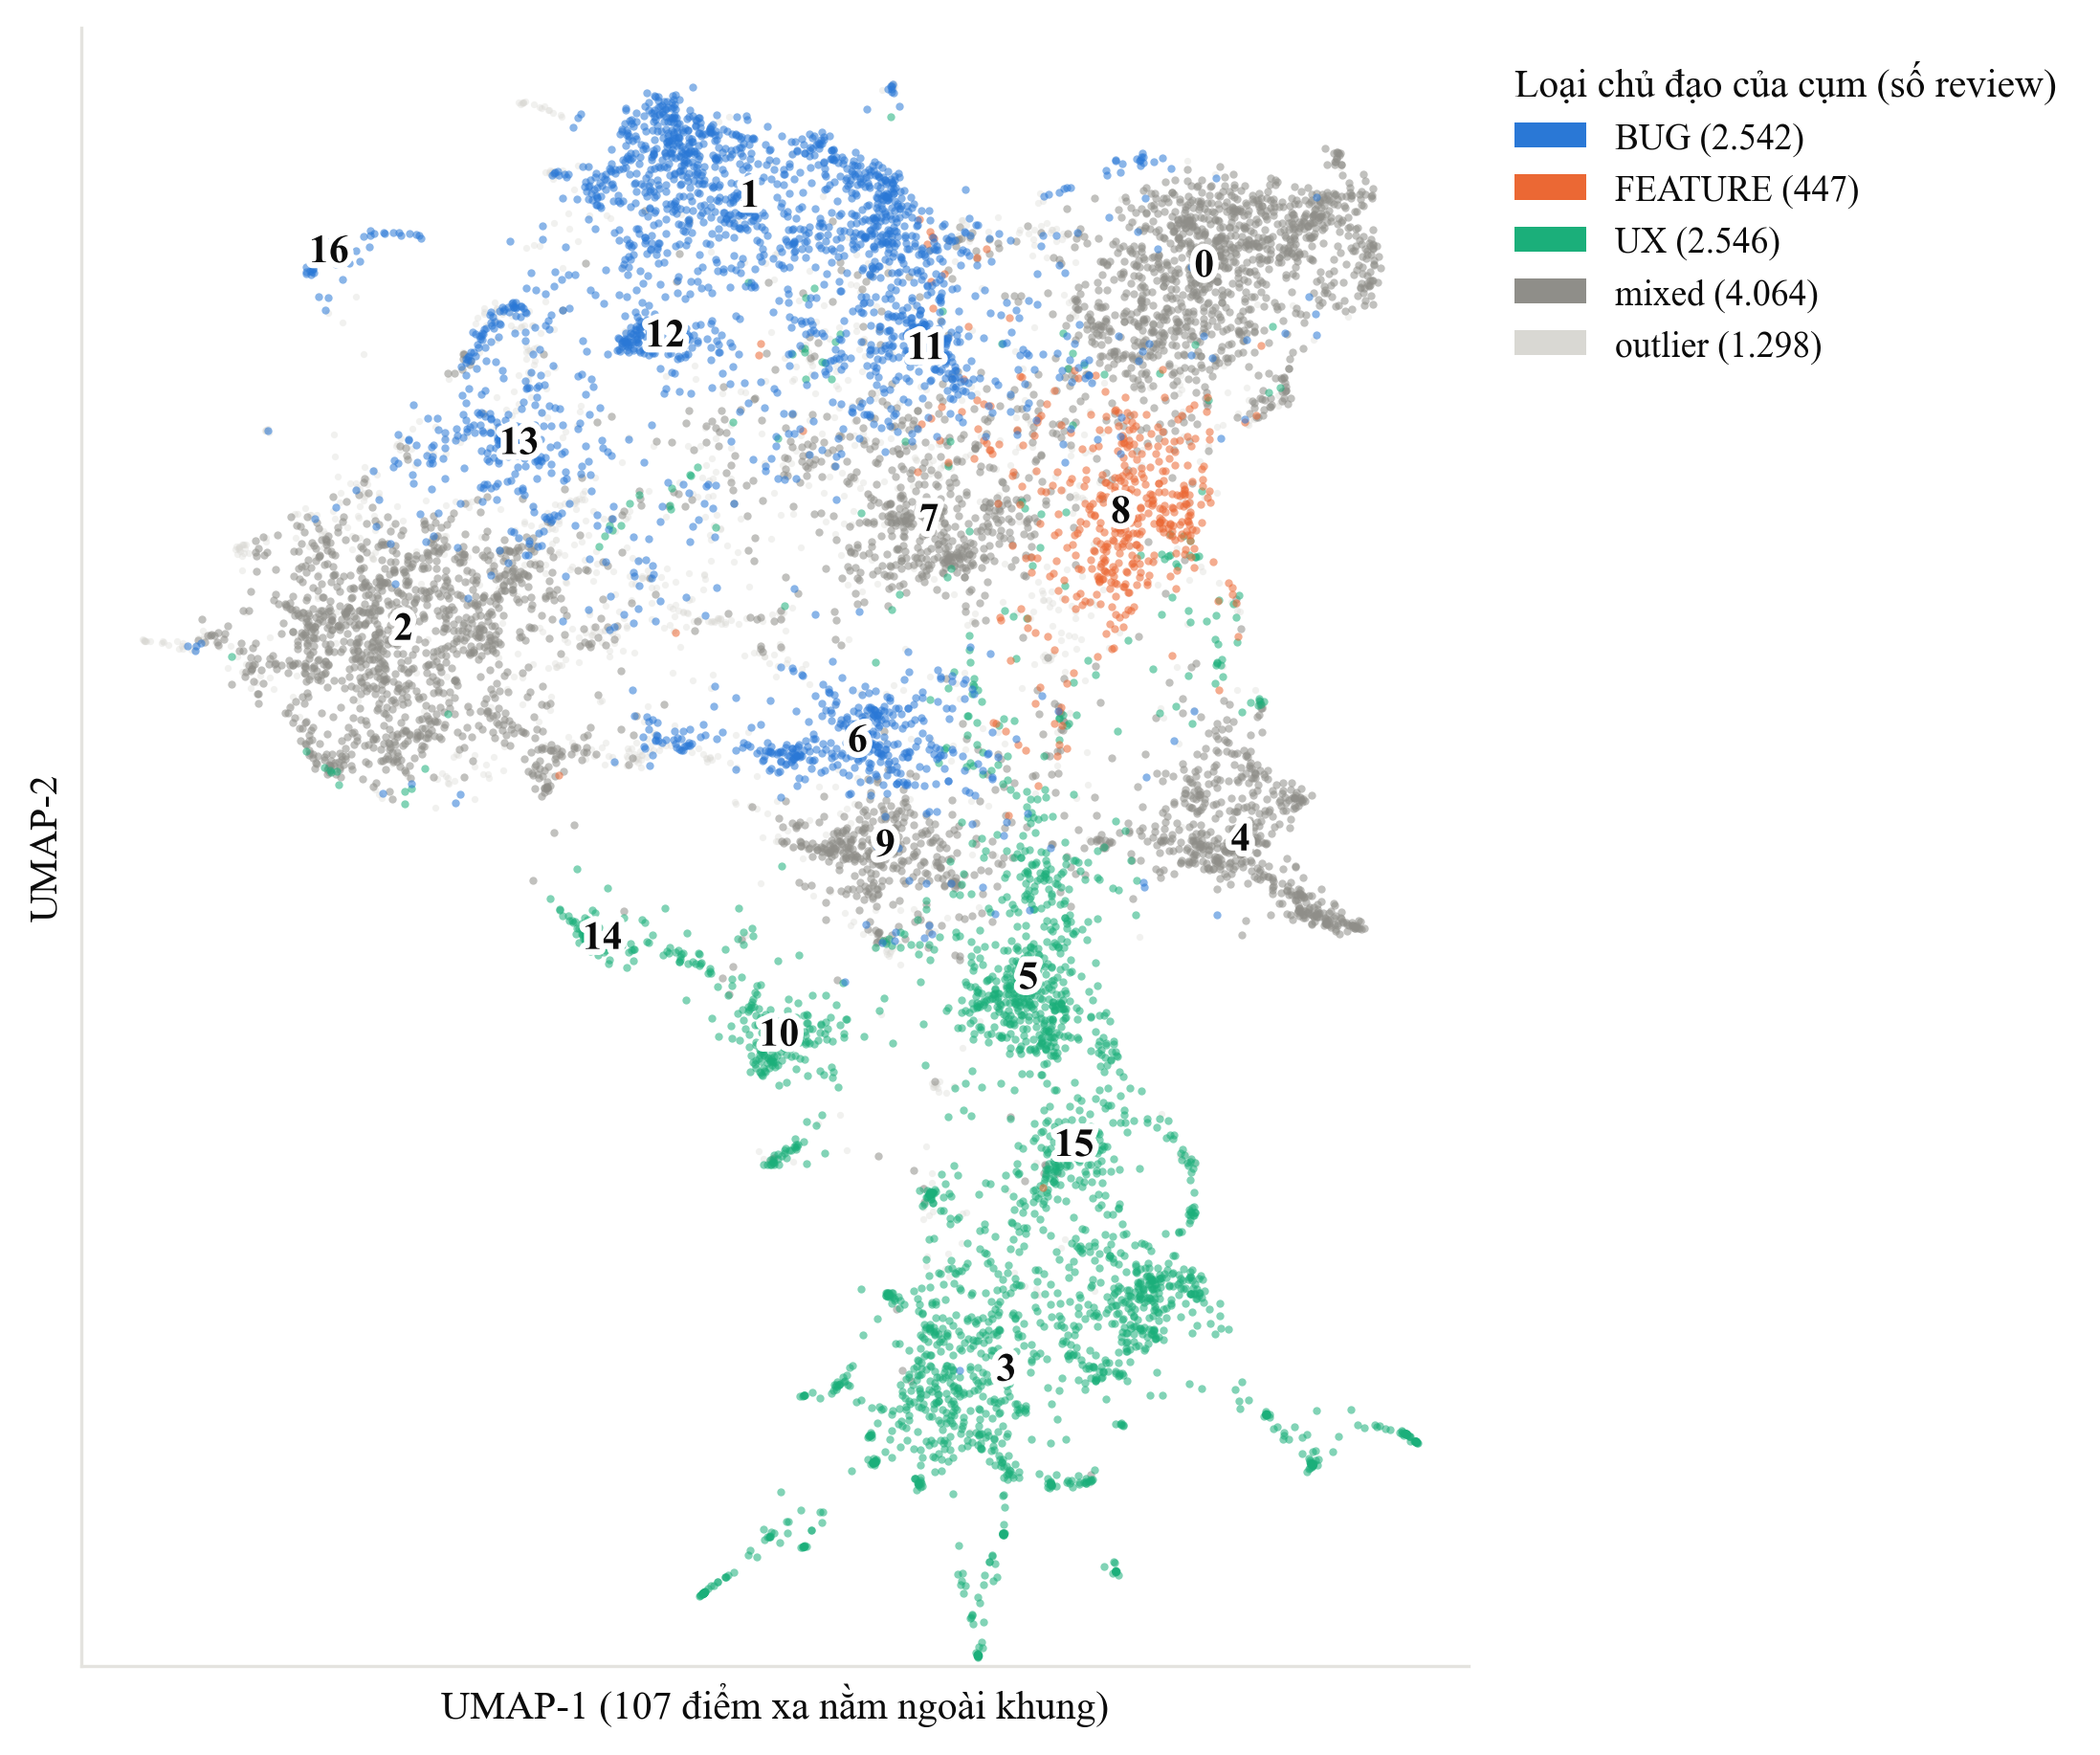 Loại chủ đạo của cụm (số review)
BUG (2.542)
FEATURE (447)
UX (2.546)
mixed (4.064)
outlier (1.298)
1
16
0
12
11
13
7
8
2
6
4
9
14
5
10
15
3
UMAP-2
UMAP-1 (107 điểm xa nằm ngoài khung)